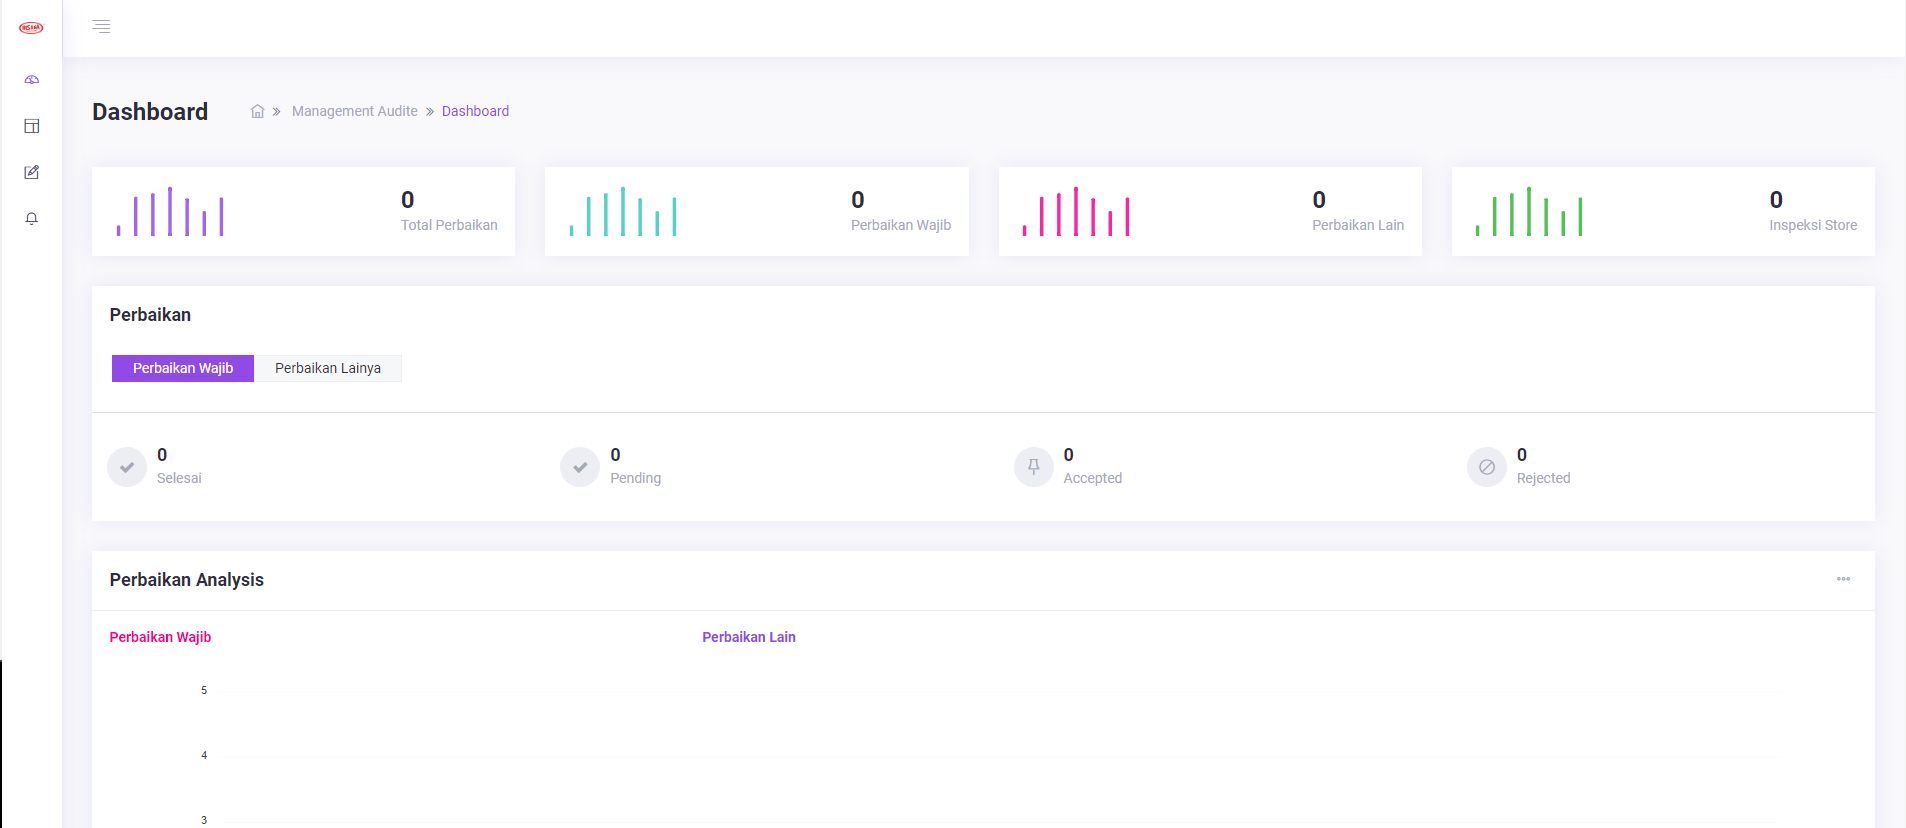 Dashboard
Management Audite
Dashboard
0
Total Perbaikan
0
Perbaikan Wajib
0
Perbaikan Lain
0
Inspeksi Store
Perbaikan
Perbaikan Wajib
Perbaikan Lainya
0
Selesai
0
Pending
0
Accepted
0
Rejected
Perbaikan Analysis
Perbaikan Wajib
Perbaikan Lain
5
4
3